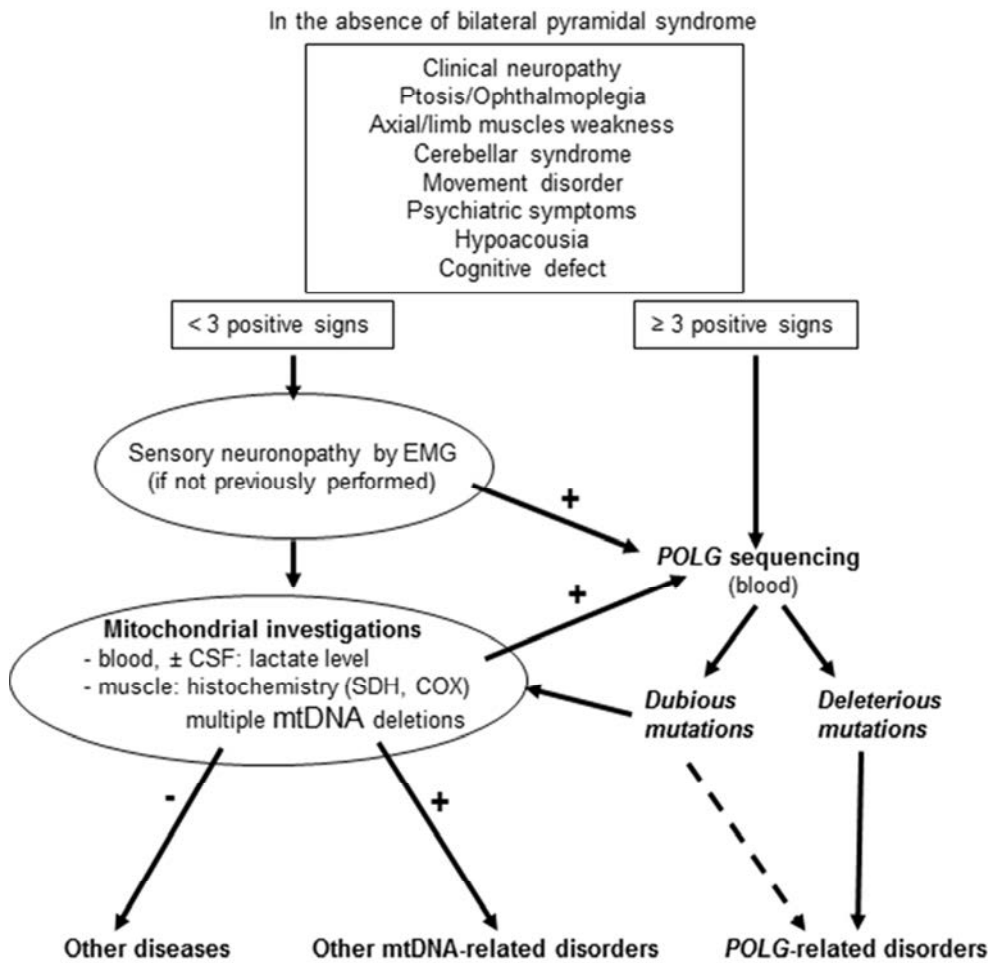 In the absence of bilateral pyramidal syndrome
Clinical neuropathy
Ptosis/Ophthalmoplegia
Axial/limb muscles weakness
Cerebellar syndrome
Movement disorder
Psychiatric symptoms
Hypoacousia
Cognitive defect
< 3 positive signs
≥ 3 positive signs
Sensory neuronopathy by EMG
(if not previously performed)
+
POLG sequencing
(blood)
+
Mitochondrial investigations
- blood, ± CSF: lactate level
- muscle: histochemistry (SDH, COX)
multiple mtDNA deletions
Dubious
mutations
Deleterious
mutations
-
+
Other diseases
Other mtDNA-related disorders
POLG-related disorders